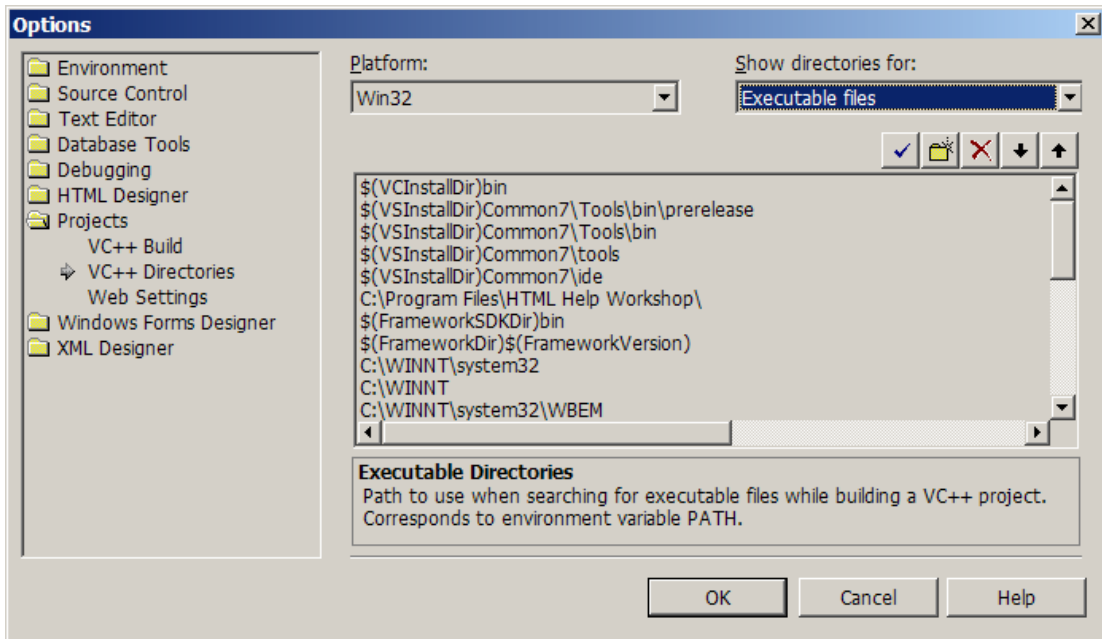 Options
Environment
Source Control
Text Editor
Database Tools
Debugging
HTML Designer
Projects
VC++ Build
VC++ Directories
Web Settings
Windows Forms Designer
XML Designer
Platform:
Win32
Show directories for:
Executable files
$(VCInstallDir)bin
$(VSInstallDir)Common7\Tools\bin\prerelease
$(VSInstallDir)Common7\Tools\bin
$(VSInstallDir)Common7\tools
$(VSInstallDir)Common7\ide
C:\Program Files\HTML Help Workshop\
$(FrameworkSDKDir)bin
$(FrameworkDir)$(FrameworkVersion)
C:\WINNT\system32
C:\WINNT
C:\WINNT\system32\WBEM
Executable Directories
Path to use when searching for executable files while building a VC++ project.
Corresponds to environment variable PATH.
OK
Cancel
Help